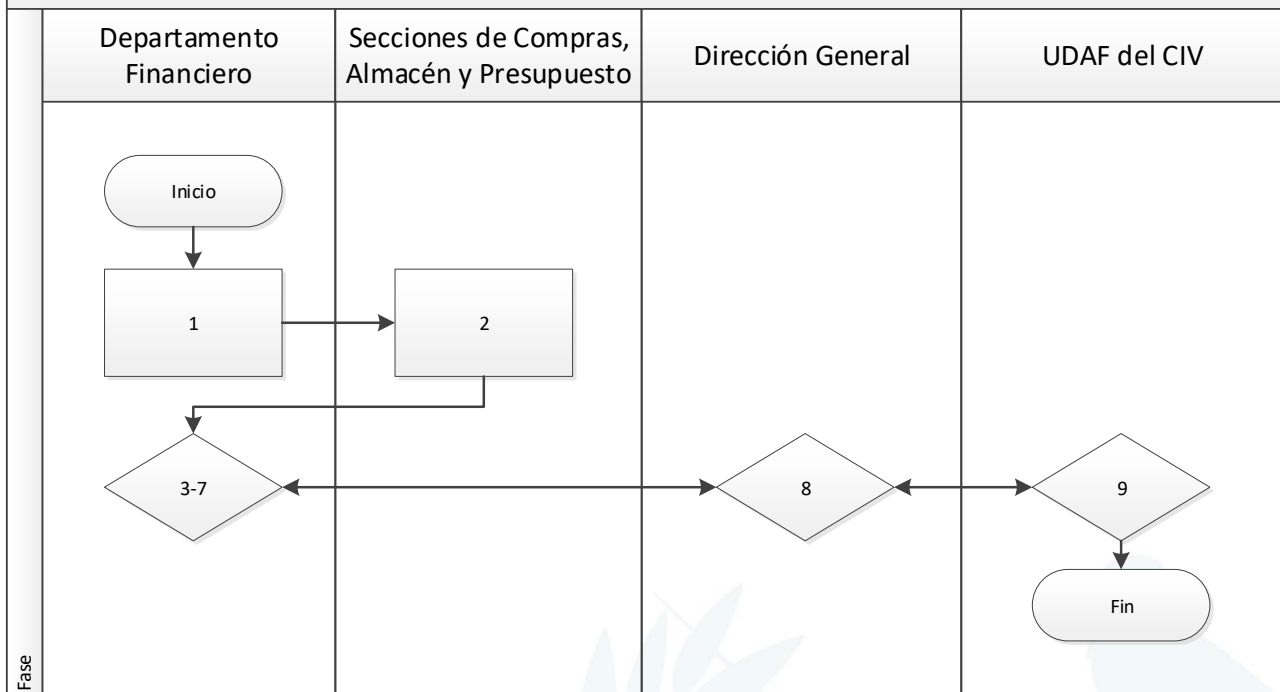 Departamento
Financiero
Secciones de Compras,
Almacén y Presupuesto
Dirección General
UDAF del CIV
Inicio
1
2
3-7
8
9
Fin
Fase